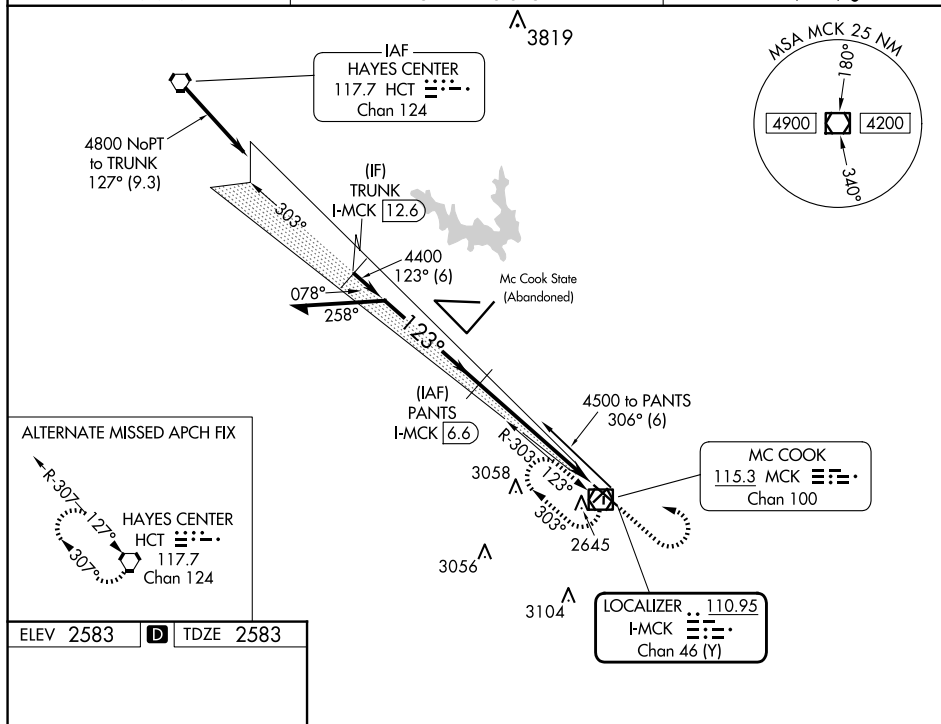 3819
IAF
HAYES CENTER
117.7 HCT
Chan 124
MSA MCK 25 NM
180°
4900
4200
340°
4800 NoPT
to TRUNK
127° (9.3)
303°
(IF)
TRUNK
I-MCK 12.6
4400
123° (6)
Mc Cook State
(Abandoned)
078°
258°
123°
(IAF)
PANTS
I-MCK 6.6
4500 to PANTS
306° (6)
R-303
123°
303°
3058
2645
3056
3104
MC COOK
115.3 MCK
Chan 100
LOCALIZER 110.95
I-MCK
Chan 46 (Y)
ALTERNATE MISSED APCH FIX
R-307
127°
307°
HAYES CENTER
HCT
117.7
Chan 124
ELEV 2583 D TDZE 2583